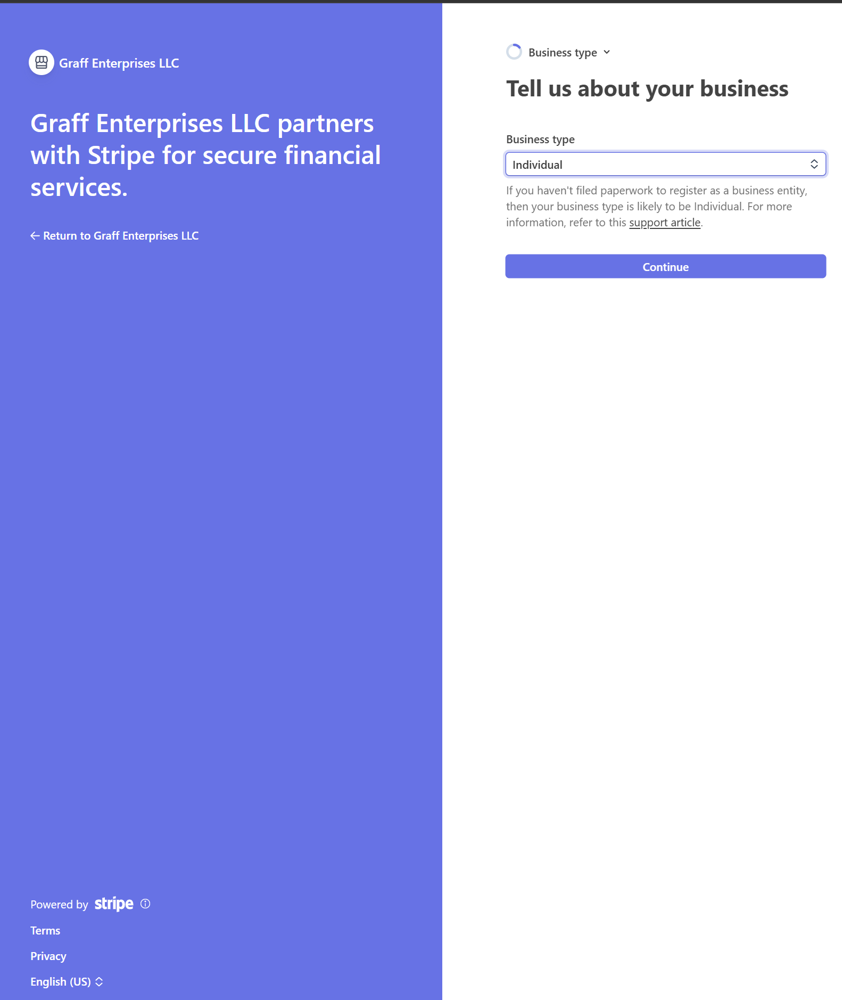 Graff Enterprises LLC
Graff Enterprises LLC partners
with Stripe for secure financial
services.
Return to Graff Enterprises LLC
Powered by stripe
Terms
Privacy
English (US)
Business type
Tell us about your business
Business type
Individual
If you haven't filed paperwork to register as a business entity,
then your business type is likely to be Individual. For more
information, refer to this support article.
Continue